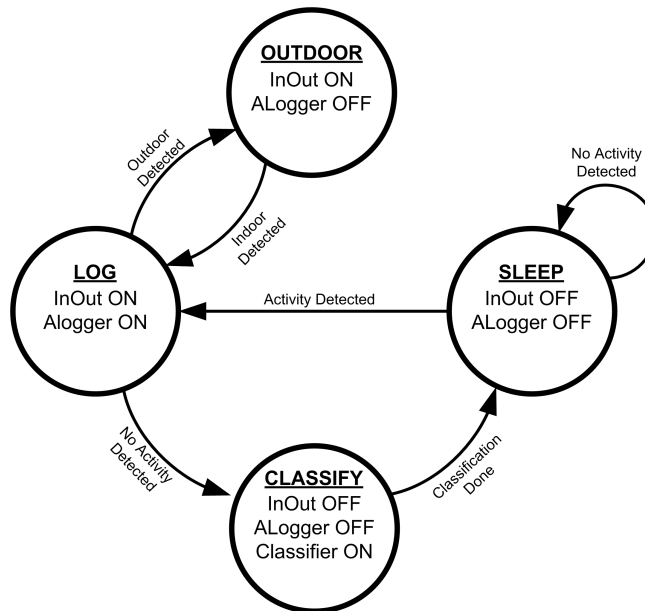 OUTDOOR
InOut ON
ALogger OFF
Outdoor
Detected
Indoor
Detected
No Activity
Detected
LOG
InOut ON
Alogger ON
Activity Detected
SLEEP
InOut OFF
ALogger OFF
No Activity
Detected
CLASSIFY
InOut OFF
ALogger OFF
Classifier ON
Classification
Done